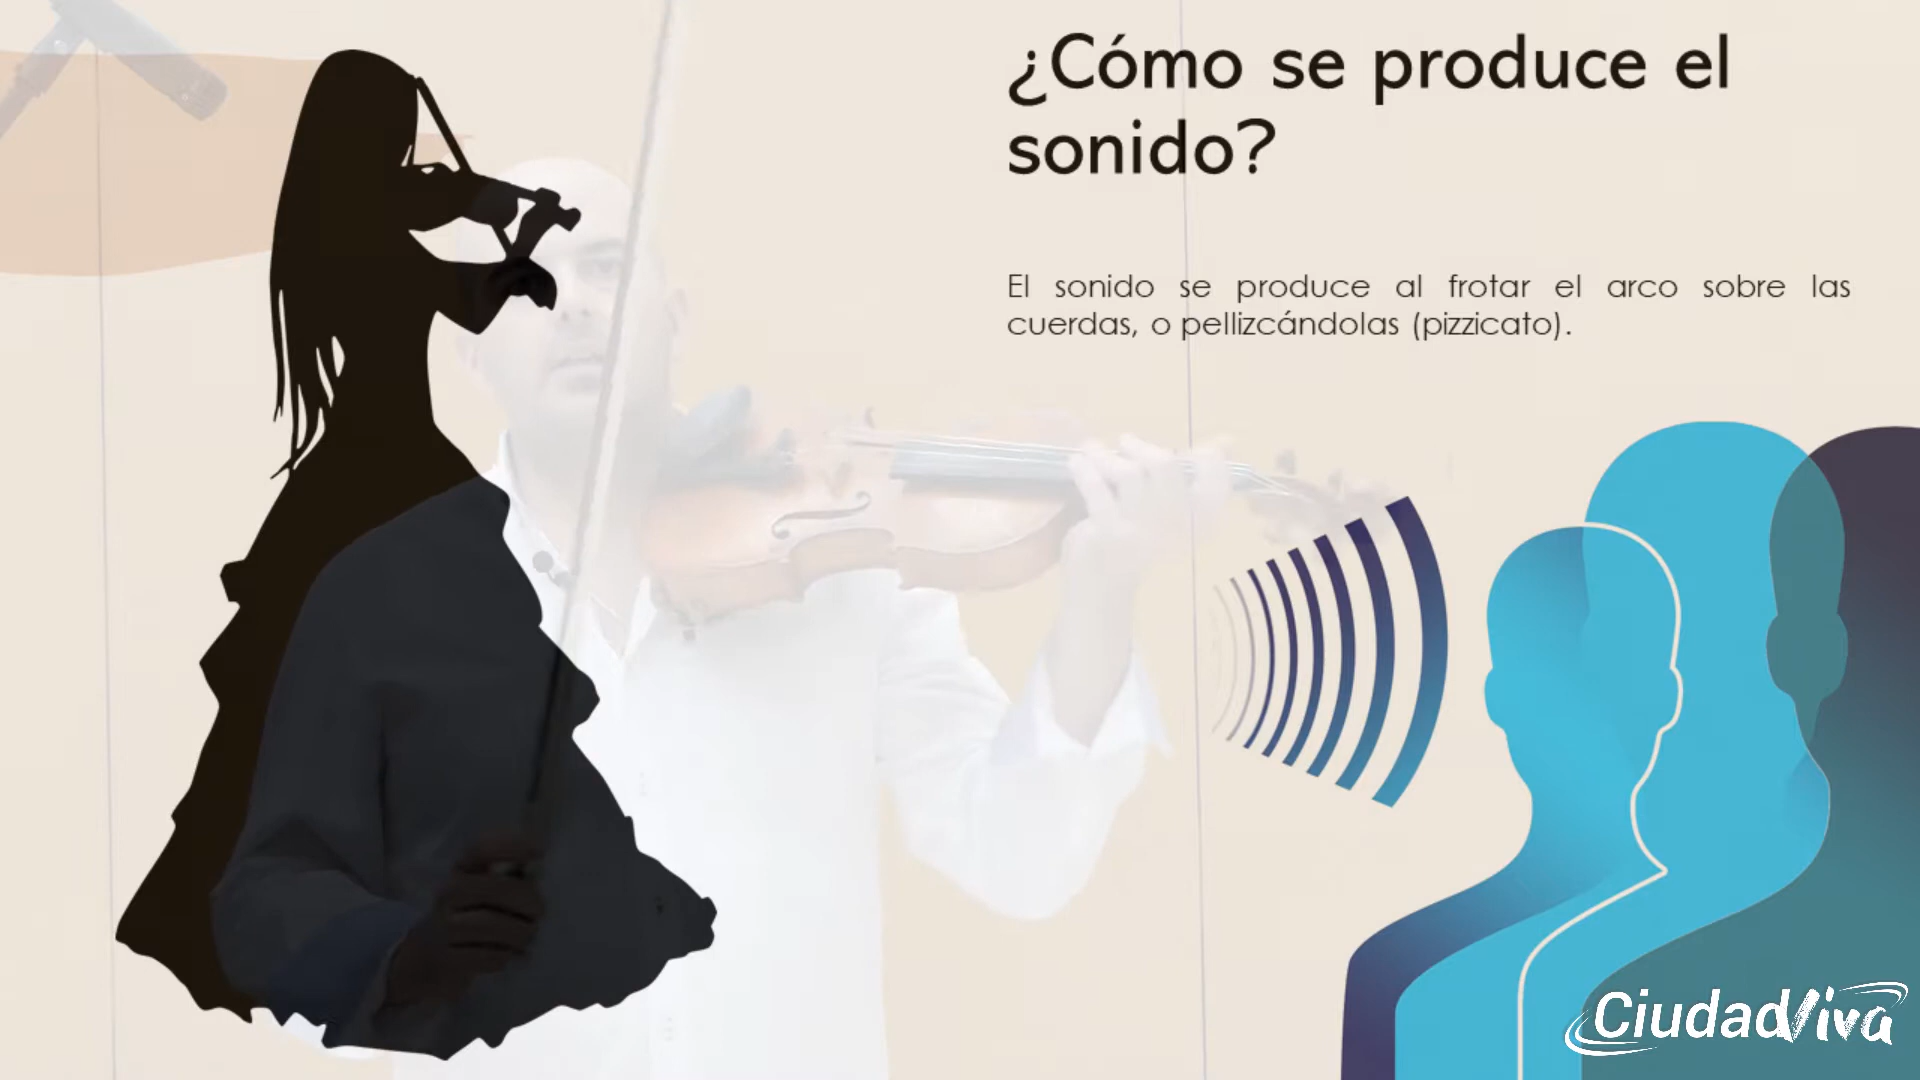 ¿Cómo se produce el
sonido?
El sonido se produce al frotar el arco sobre las
cuerdas, o pellizcándolas (pizzicato).
CiudadViva